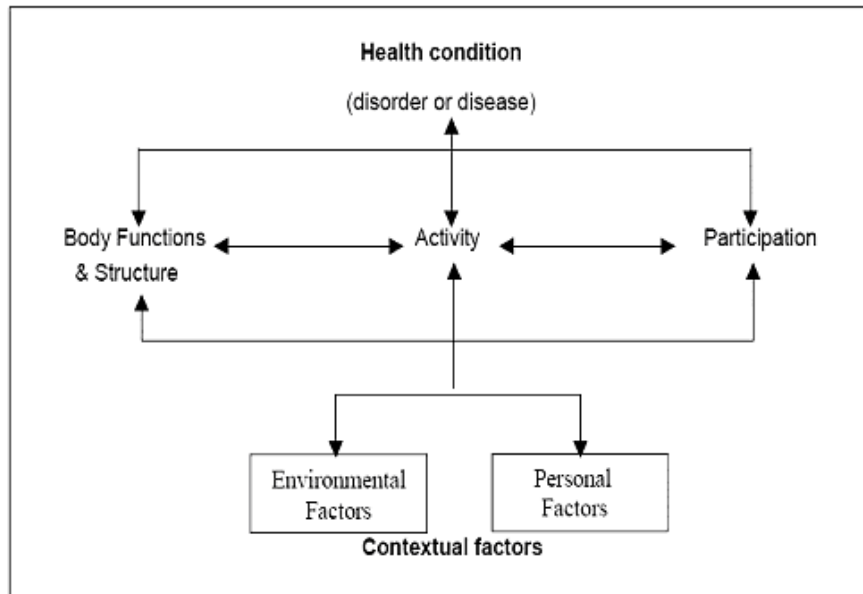 Health condition
(disorder or disease)
Body Functions
& Structure
Activity
Participation
Environmental
Factors
Personal
Factors
Contextual factors